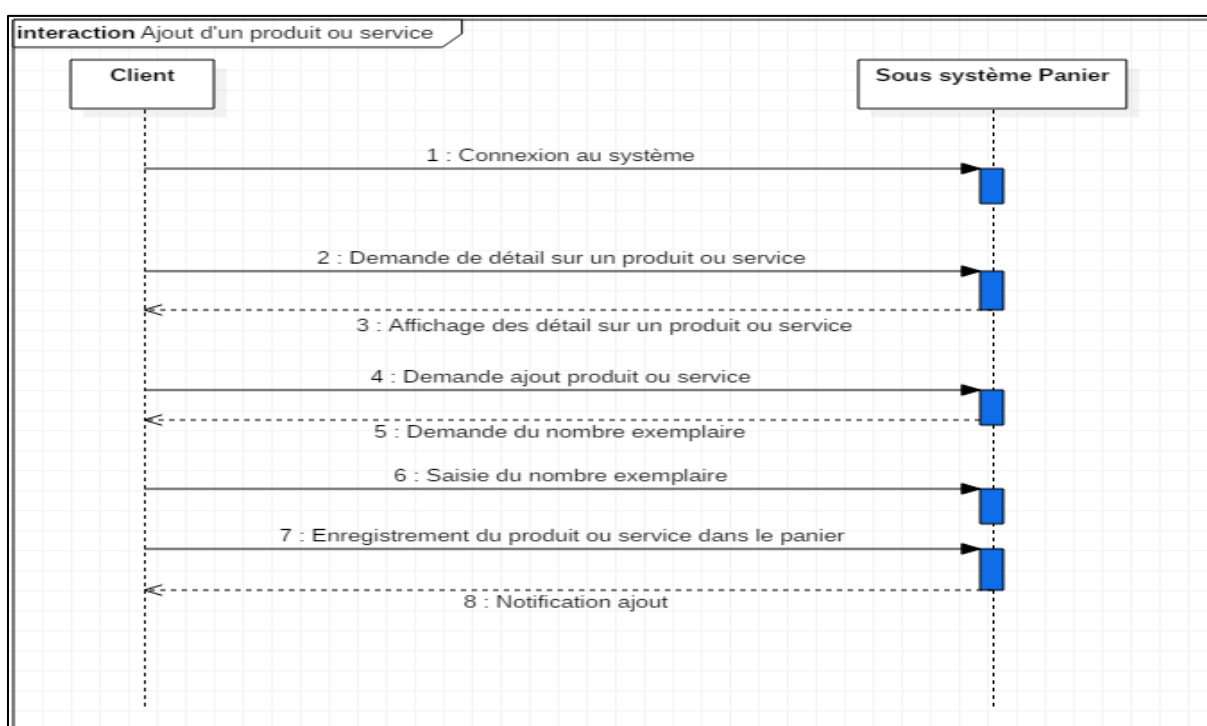 interaction Ajout d'un produit ou service
Client
Sous système Panier
1 : Connexion au système
2 : Demande de détail sur un produit ou service
3 : Affichage des détail sur un produit ou service
4 : Demande ajout produit ou service
5 : Demande du nombre exemplaire
6 : Saisie du nombre exemplaire
7 : Enregistrement du produit ou service dans le panier
8 : Notification ajout